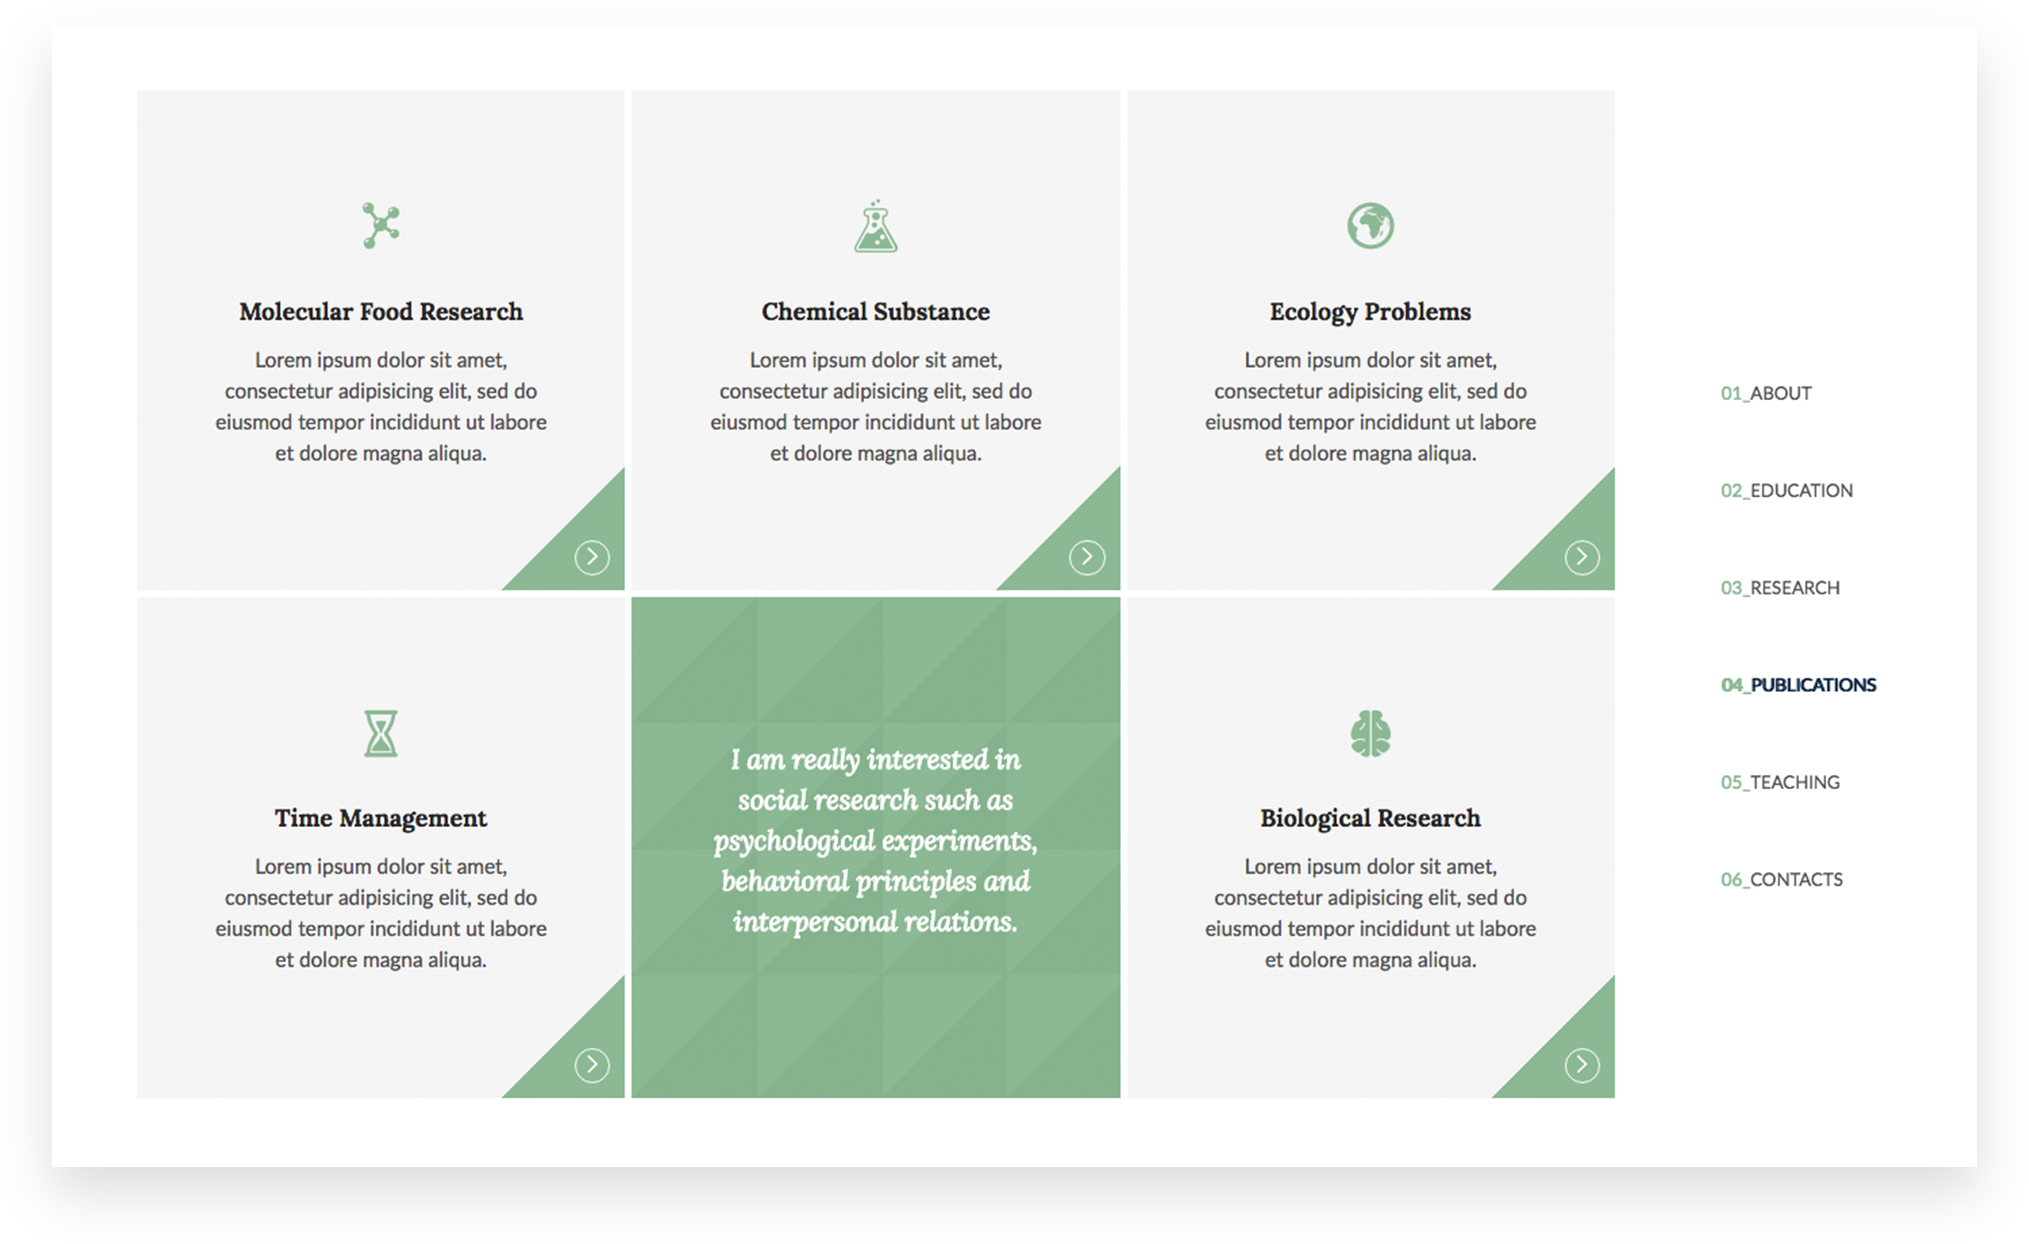 Molecular Food Research
Lorem ipsum dolor sit amet,
consectetur adipisicing elit, sed do
eiusmod tempor incididunt ut labore
et dolore magna aliqua.
Chemical Substance
Lorem ipsum dolor sit amet,
consectetur adipisicing elit, sed do
eiusmod tempor incididunt ut labore
et dolore magna aliqua.
Ecology Problems
Lorem ipsum dolor sit amet,
consectetur adipisicing elit, sed do
eiusmod tempor incididunt ut labore
et dolore magna aliqua.
Time Management
Lorem ipsum dolor sit amet,
consectetur adipisicing elit, sed do
eiusmod tempor incididunt ut labore
et dolore magna aliqua.
I am really interested in
social research such as
psychological experiments,
behavioral principles and
interpersonal relations.
Biological Research
Lorem ipsum dolor sit amet,
consectetur adipisicing elit, sed do
eiusmod tempor incididunt ut labore
et dolore magna aliqua.
01_ABOUT
02_EDUCATION
03_RESEARCH
04_PUBLICATIONS
05_TEACHING
06_CONTACTS